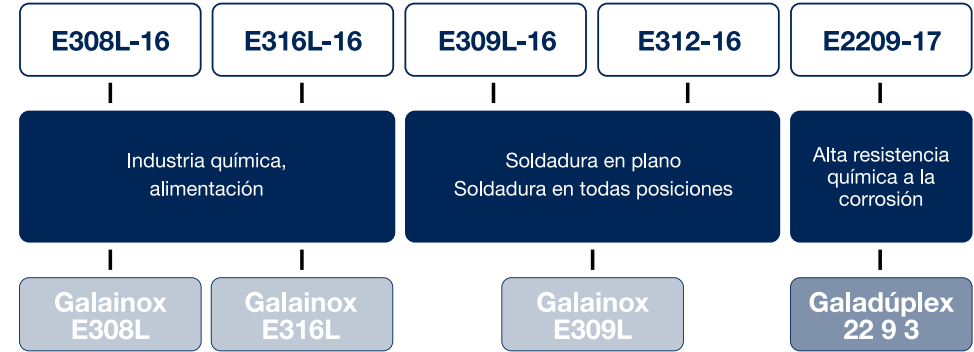 E308L-16
E316L-16
E309L-16
E312-16
E2209-17
Industria química,
alimentación
Soldadura en plano
Soldadura en todas posiciones
Alta resistencia
química a la
corrosión
Galainox
E308L
Galainox
E316L
Galainox
E309L
Galadúplex
22 9 3